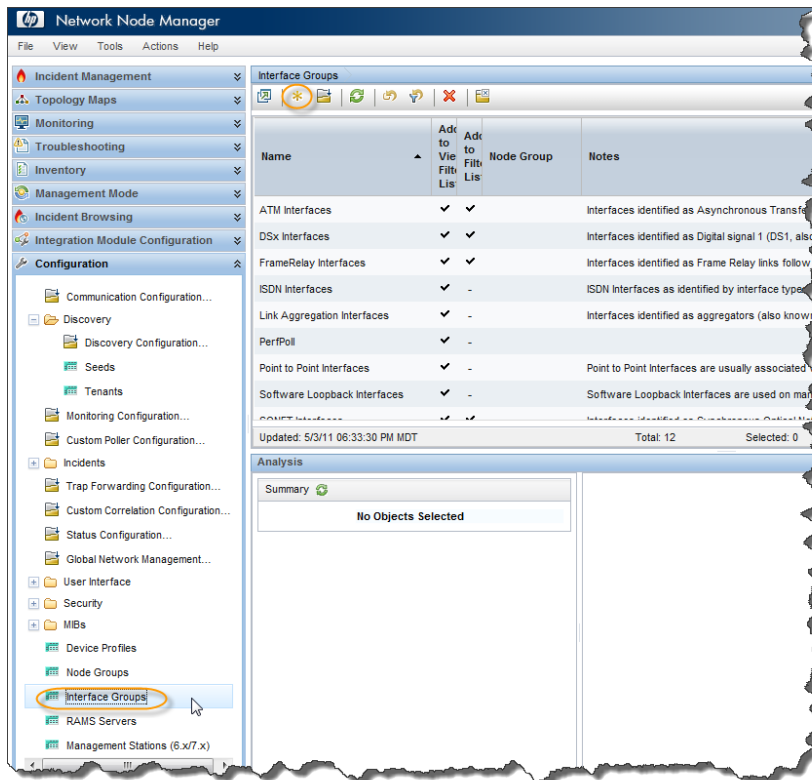 hp Network Node Manager
File View Tools Actions Help
Incident Management
Topology Maps
Monitoring
Troubleshooting
Inventory
Management Mode
Incident Browsing
Integration Module Configuration
Configuration
Communication Configuration...
Discovery
Discovery Configuration...
Seeds
Tenants
Monitoring Configuration...
Custom Poller Configuration...
Incidents
Trap Forwarding Configuration...
Custom Correlation Configuration...
Status Configuration...
Global Network Management...
User Interface
Security
MIBs
Device Profiles
Node Groups
Interface Groups
RAMS Servers
Management Stations (6.x/7.x)
Interface Groups
Name Node Group Notes
to to
ATM Interfaces Interfaces identified as Asynchronous
DSx Interfaces Interfaces identified as Digital signal 1 (DS1,
FrameRelay Interfaces Interfaces identified as Frame Relay links follow
ISDN Interfaces - ISDN Interfaces as identified by interface
Link Aggregation Interfaces - Interfaces identified as aggregators (also
PerfPoll -
Point to Point Interfaces - Point to Point Interfaces are usually associated
Software Loopback Interfaces - Software Loopback Interfaces are used on
Updated: 5/3/11 06:33:30 PM MDT Total: 12 Selected: 0
Analysis
Summary
No Objects Selected